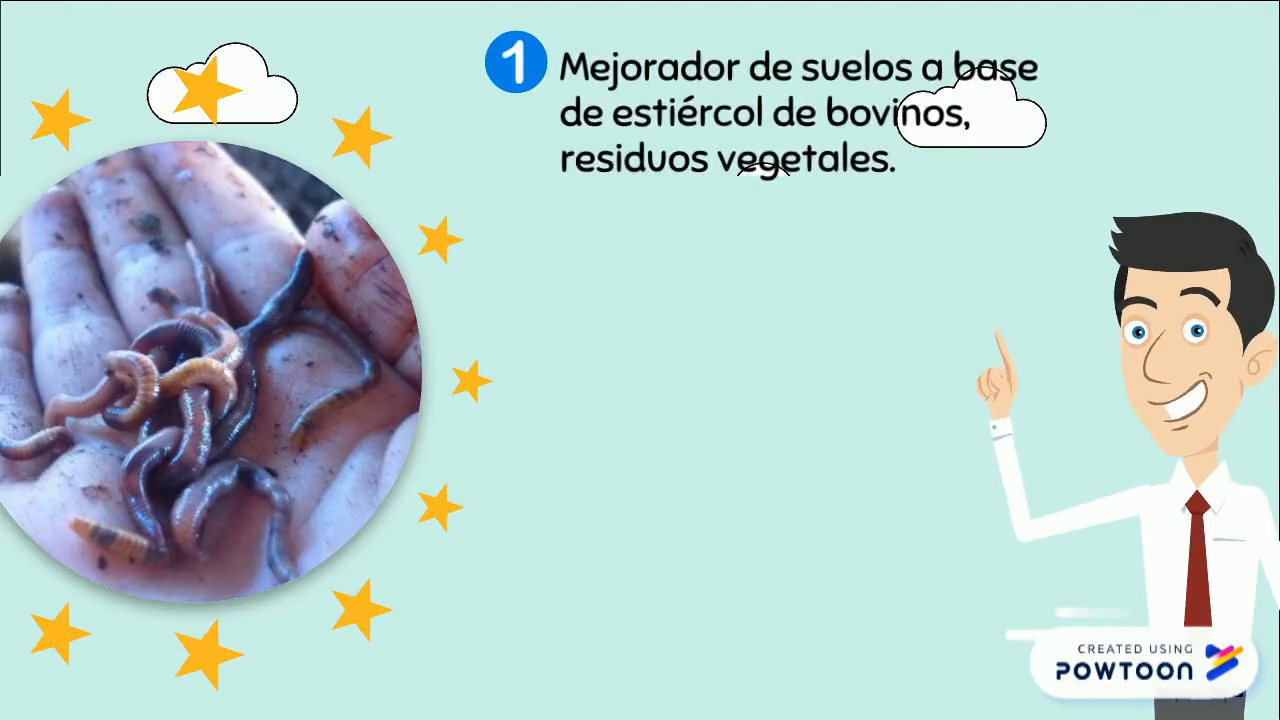 1
Mejorador de suelos a base
de estiércol de bovinos,
residuos vegetales.
CREATED USING
POWTOON